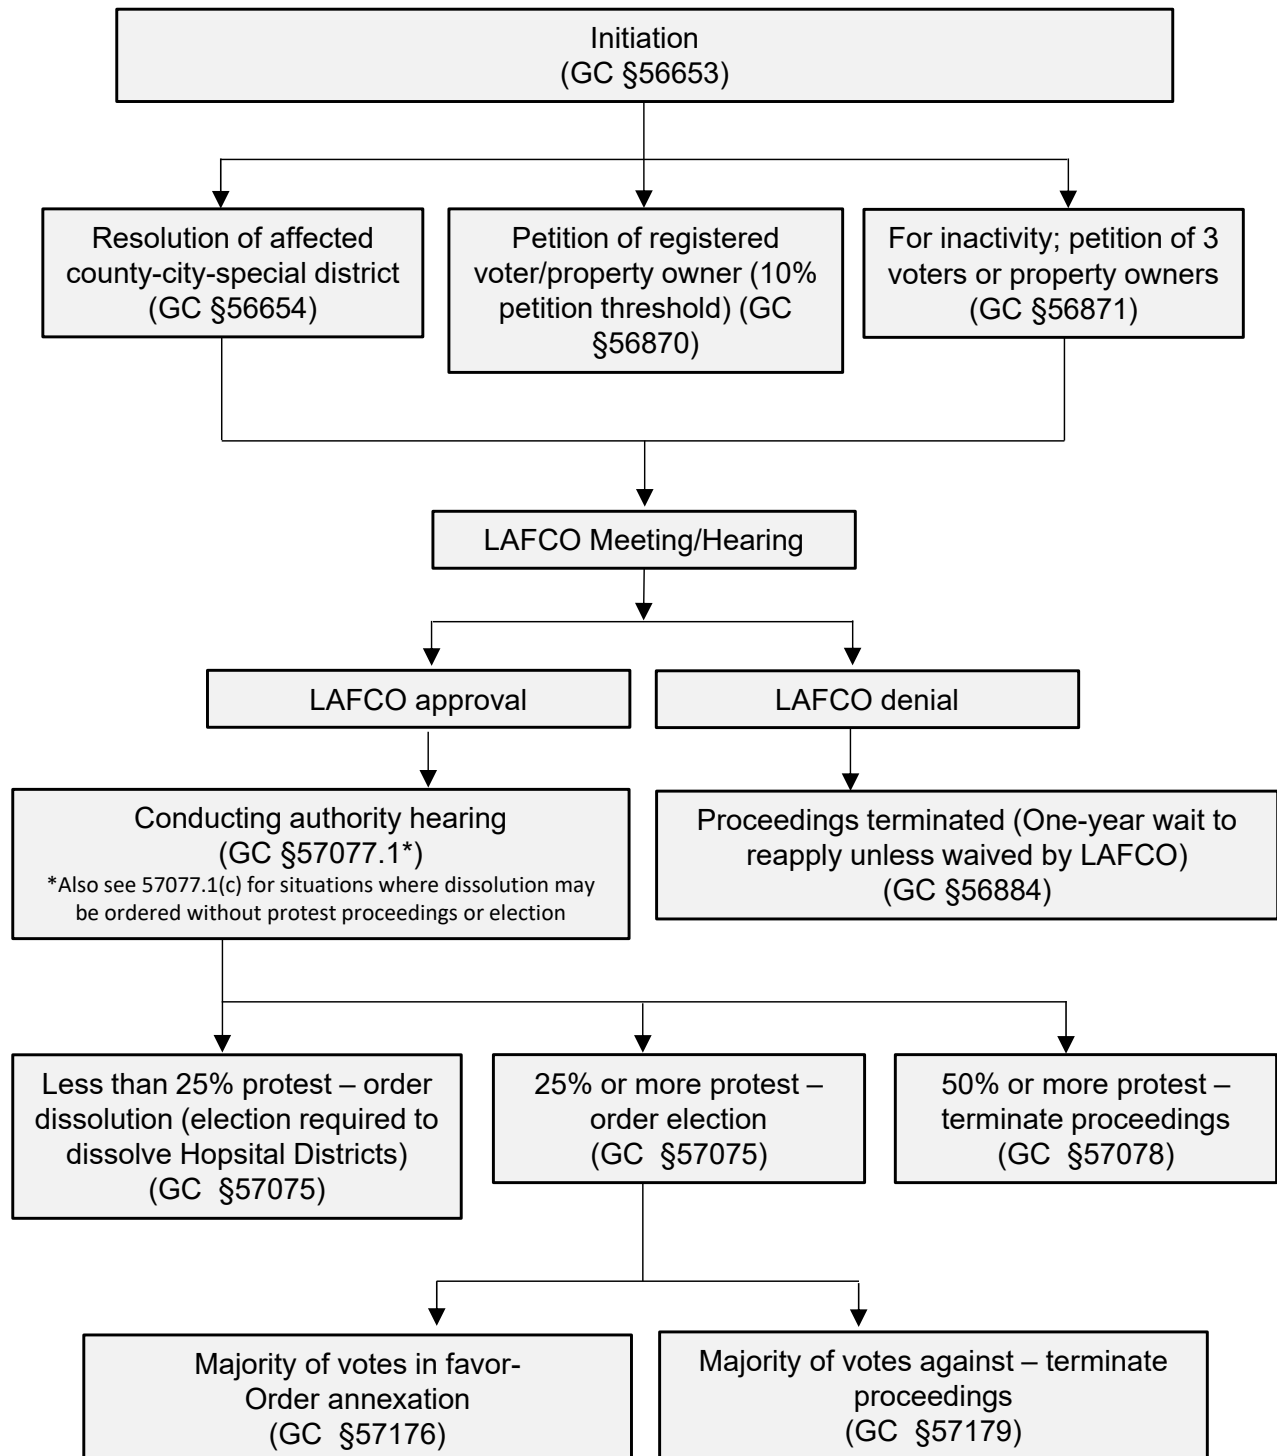 Initiation
(GC §56653)
Resolution of affected
county-city-special district
(GC §56654)
Petition of registered
voter/property owner (10%
petition threshold) (GC
§56870)
For inactivity; petition of 3
voters or property owners
(GC §56871)
LAFCO Meeting/Hearing
LAFCO approval
LAFCO denial
Conducting authority hearing
(GC §57077.1*)
*Also see 57077.1(c) for situations where dissolution may
be ordered without protest proceedings or election
Proceedings terminated (One-year wait to
reapply unless waived by LAFCO)
(GC §56884)
Less than 25% protest – order
dissolution (election required to
dissolve Hopsital Districts)
(GC §57075)
25% or more protest –
order election
(GC §57075)
50% or more protest –
terminate proceedings
(GC §57078)
Majority of votes in favor-
Order annexation
(GC §57176)
Majority of votes against – terminate
proceedings
(GC §57179)